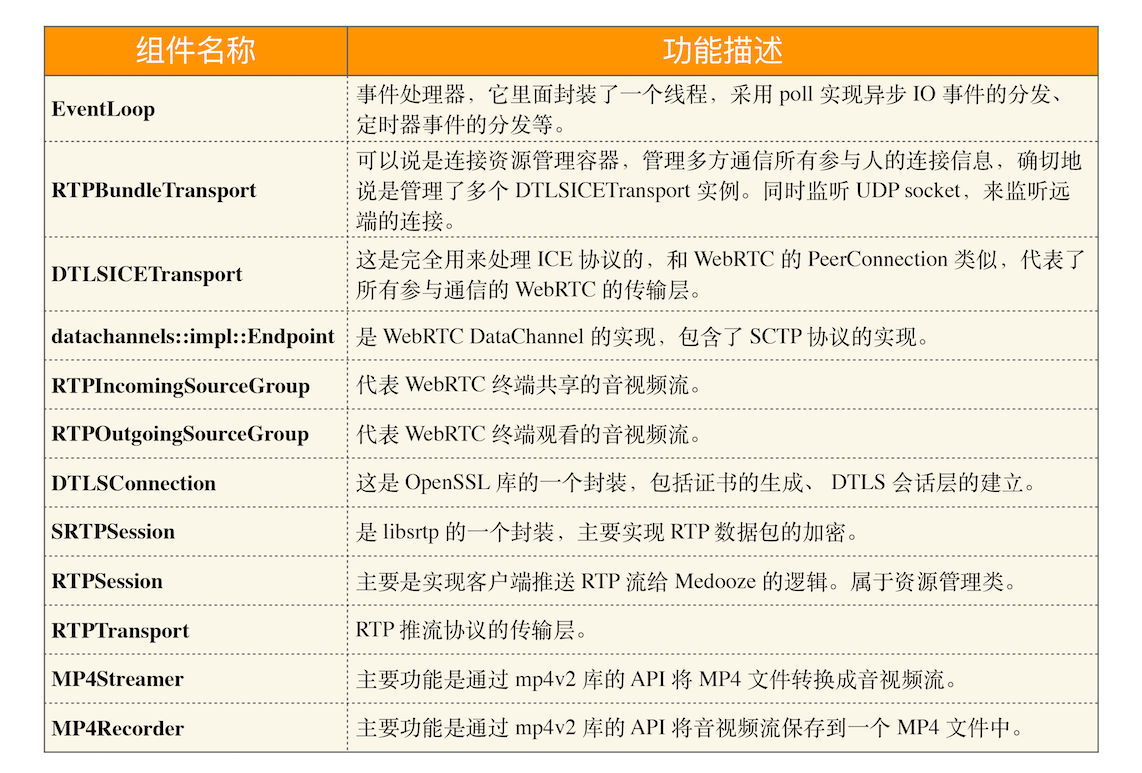 组件名称
功能描述
EventLoop
事件处理器，它里面封装了一个线程，采用 poll 实现异步 IO 事件的分发、
定时器事件的分发等。
RTPBundleTransport
可以说是连接资源管理容器，管理多方通信所有参与人的连接信息，确切地
说是管理了多个 DTLSICETransport 实例。同时监听 UDP socket，来监听远
端的连接。
DTLSICETransport
这是完全用来处理 ICE 协议的，和 WebRTC 的 PeerConnection 类似，代表了
所有参与通信的 WebRTC 的传输层。
datachannels::impl::Endpoint
是 WebRTC DataChannel 的实现，包含了 SCTP 协议的实现。
RTPIncomingSourceGroup
代表 WebRTC 终端共享的音视频流。
RTPOutgoingSourceGroup
代表 WebRTC 终端观看的音视频流。
DTLSConnection
这是 OpenSSL 库的一个封装，包括证书的生成、 DTLS 会话层的建立。
SRTPSession
是 libsrtp 的一个封装，主要实现 RTP 数据包的加密。
RTPSession
主要是实现客户端推送 RTP 流给 Medooze 的逻辑。属于资源管理类。
RTPTransport
RTP 推流协议的传输层。
MP4Streamer
主要功能是通过 mp4v2 库的 API 将 MP4 文件转换成音视频流。
MP4Recorder
主要功能是通过 mp4v2 库的 API 将音视频流保存到一个 MP4 文件中。